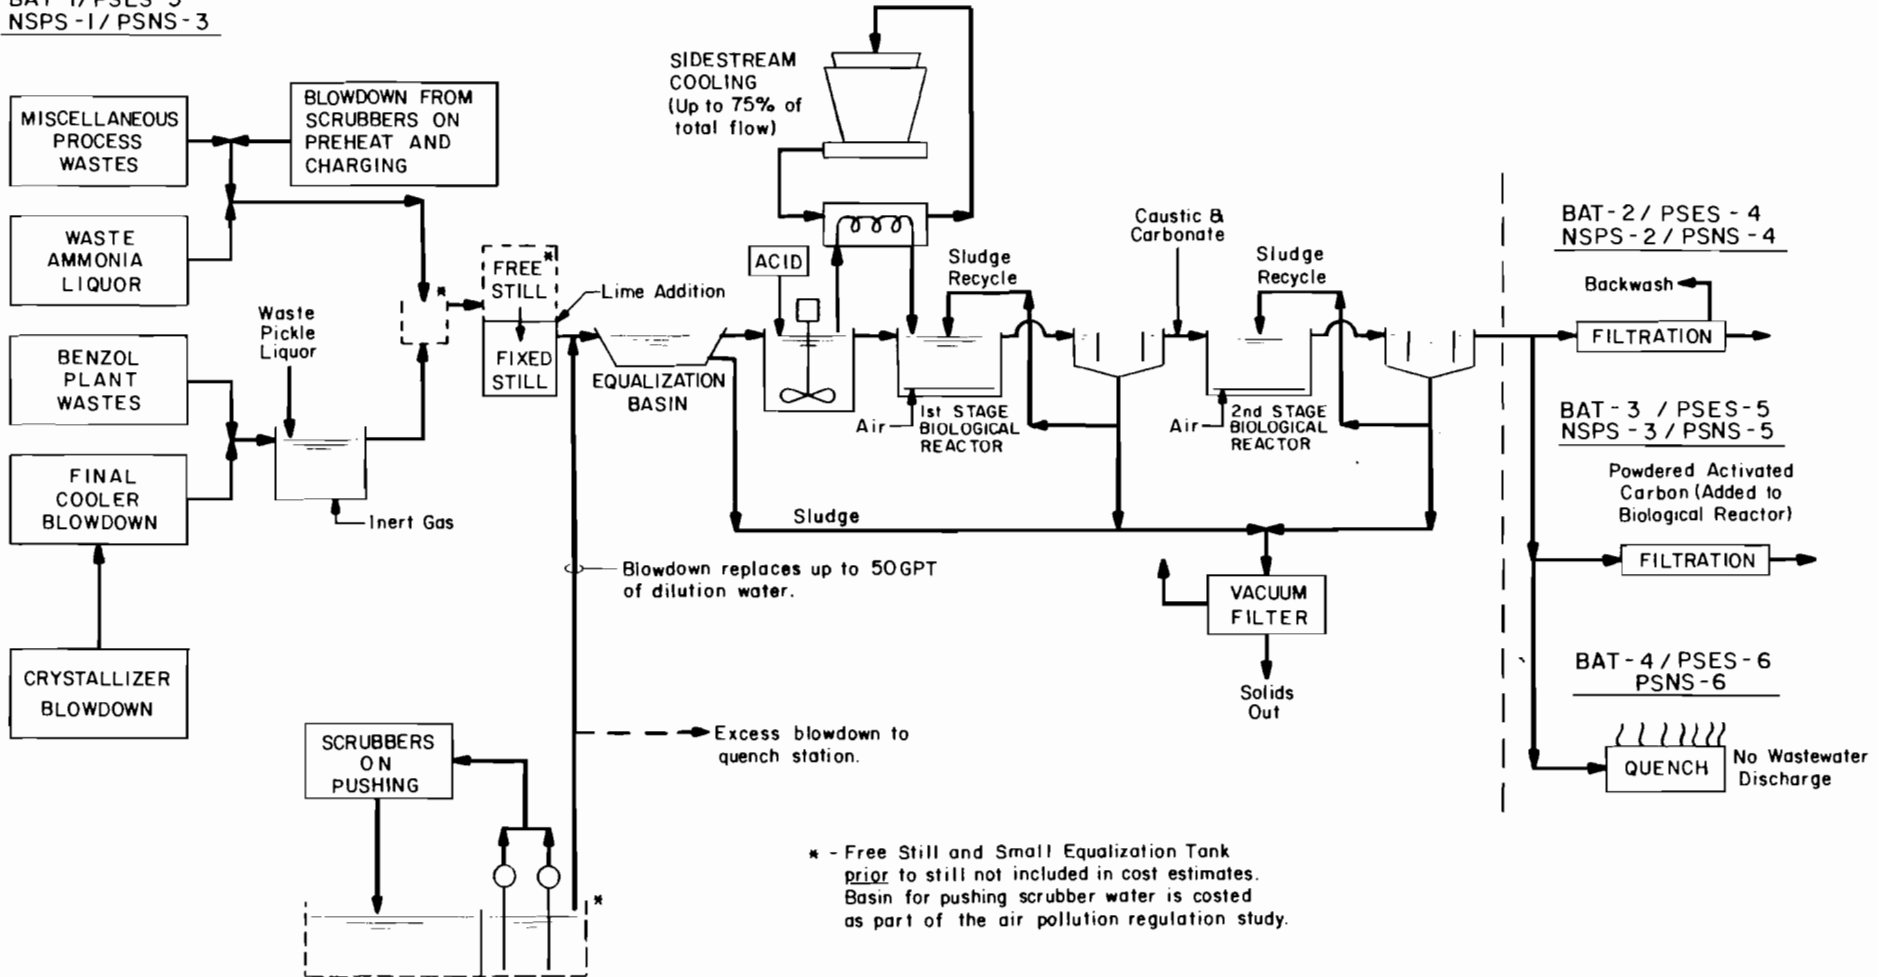 BAT-1/PSES-3
NSPS-1/PSNS-3
MISCELLANEOUS
PROCESS
WASTES
BLOWDOWN FROM
SCRUBBERS ON
PREHEAT AND
CHARGING
WASTE
AMMONIA
LIQUOR
BENZOL
PLANT
WASTES
FINAL
COOLER
BLOWDOWN
CRYSTALLIZER
BLOWDOWN
Waste
Pickle
Liquor
Inert Gas
*
FREE*
STILL
FIXED
STILL
Lime Addition
EQUALIZATION
BASIN
SIDESTREAM
COOLING
(Up to 75% of
total flow)
ACID
Sludge
Recycle
Air
1st STAGE
BIOLOGICAL
REACTOR
Caustic &
Carbonate
Sludge
Recycle
Air
2nd STAGE
BIOLOGICAL
REACTOR
Sludge
VACUUM
FILTER
Solids
Out
Blowdown replaces up to 50GPT
of dilution water.
Excess blowdown to
quench station.
SCRUBBERS
ON
PUSHING
*
BAT-2/ PSES - 4
NSPS-2/ PSNS-4
Backwash
FILTRATION
BAT-3 / PSES-5
NSPS-3/PSNS-5
Powdered Activated
Carbon (Added to
Biological Reactor)
FILTRATION
BAT-4/PSES-6
PSNS-6
QUENCH
No Wastewater
Discharge
* - Free Still and Small Equalization Tank
prior to still not included in cost estimates.
Basin for pushing scrubber water is costed
as part of the air pollution regulation study.